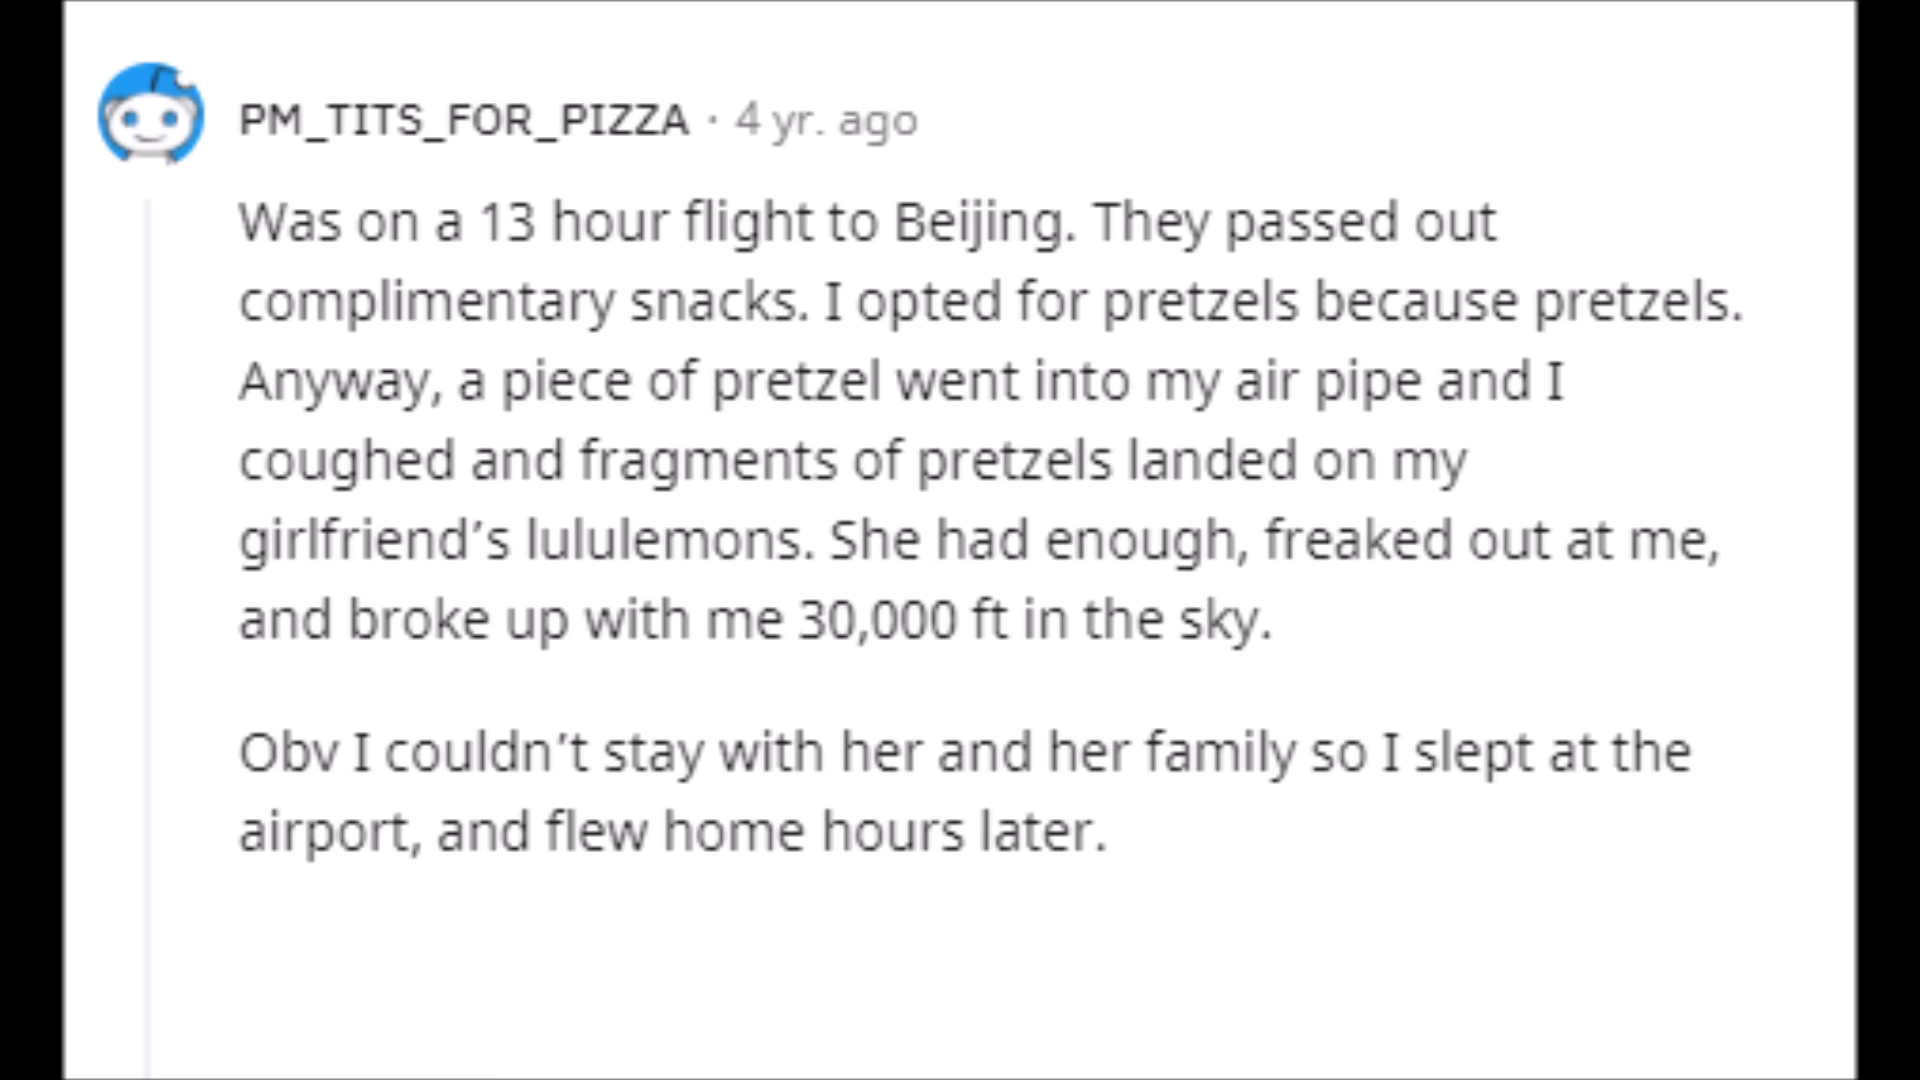 PM_TITS_FOR_PIZZA · 4 yr. ago
Was on a 13 hour flight to Beijing. They passed out
complimentary snacks. I opted for pretzels because pretzels.
Anyway, a piece of pretzel went into my air pipe and I
coughed and fragments of pretzels landed on my
girlfriend’s lululemons. She had enough, freaked out at me,
and broke up with me 30,000 ft in the sky.
Obv I couldn’t stay with her and her family so I slept at the
airport, and flew home hours later.